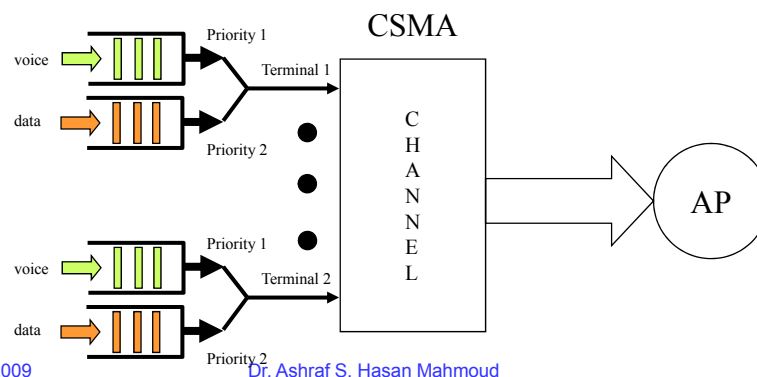 CSMA
Priority 1
voice
Terminal 1
data
Priority 2
C
H
A
N
N
E
L
AP
Priority 1
voice
Terminal 2
data
Priority 2
009
Dr. Ashraf S. Hasan Mahmoud